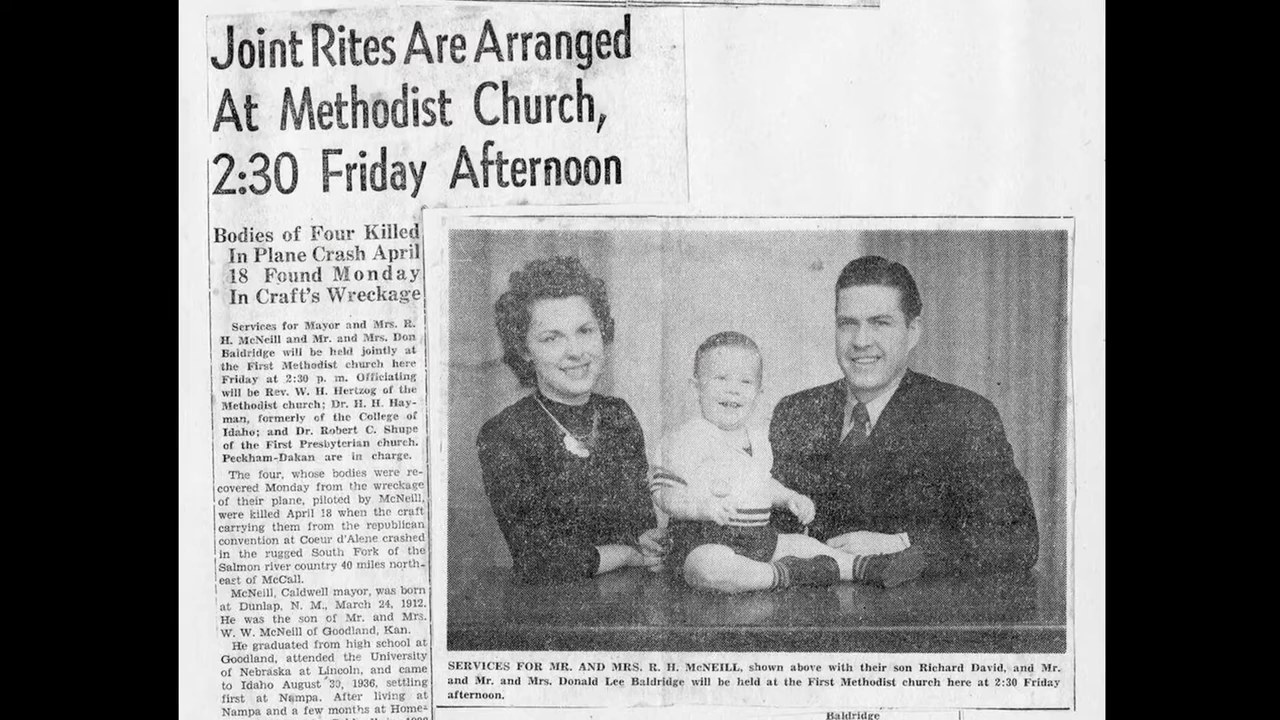 Joint Rites Are Arranged
At Methodist Church,
2:30 Friday Afternoon
Bodies of Four Killed
In Plane Crash April
18 Found Monday
In Craft's Wreckage
Services for Mayor and Mrs. R.
H. McNeill and Mr. and Mrs. Don
Baldridge will be held jointly at
the First Methodist church here
Friday at 2:30 p. m. Officiating
will be Rev. W. H. Hertzog of the
Methodist church; Dr. H. H. Hay-
man, formerly of the College of
Idaho; and Dr. Robert C. Shupe
of the First Presbyterian church.
Peckham-Dakan are in charge.
The four, whose bodies were re-
covered Monday from the wreckage
of their plane, piloted by McNeill,
were killed April 18 when the craft
carrying them from the republican
convention at Coeur d'Alene crashed
in the rugged South Fork of the
Salmon river country 40 miles north-
east of McCall.
McNeill, Caldwell mayor, was born
at Dunlap, N. M., March 24, 1912.
He was the son of Mr. and Mrs.
W. W. McNeill of Goodland, Kan.
He graduated from high school at
Goodland, attended the University
of Nebraska at Lincoln, and came
to Idaho August 1936, settling
first at Nampa. After living at
Nampa and a few months at Home-
SERVICES FOR MR. AND MRS. R. H. McNEILL, shown above with their son Richard David, and Mr.
and Mr. and Mrs. Donald Lee Baldridge will be held at the First Methodist church here at 2:30 Friday
afternoon.
Baldridge